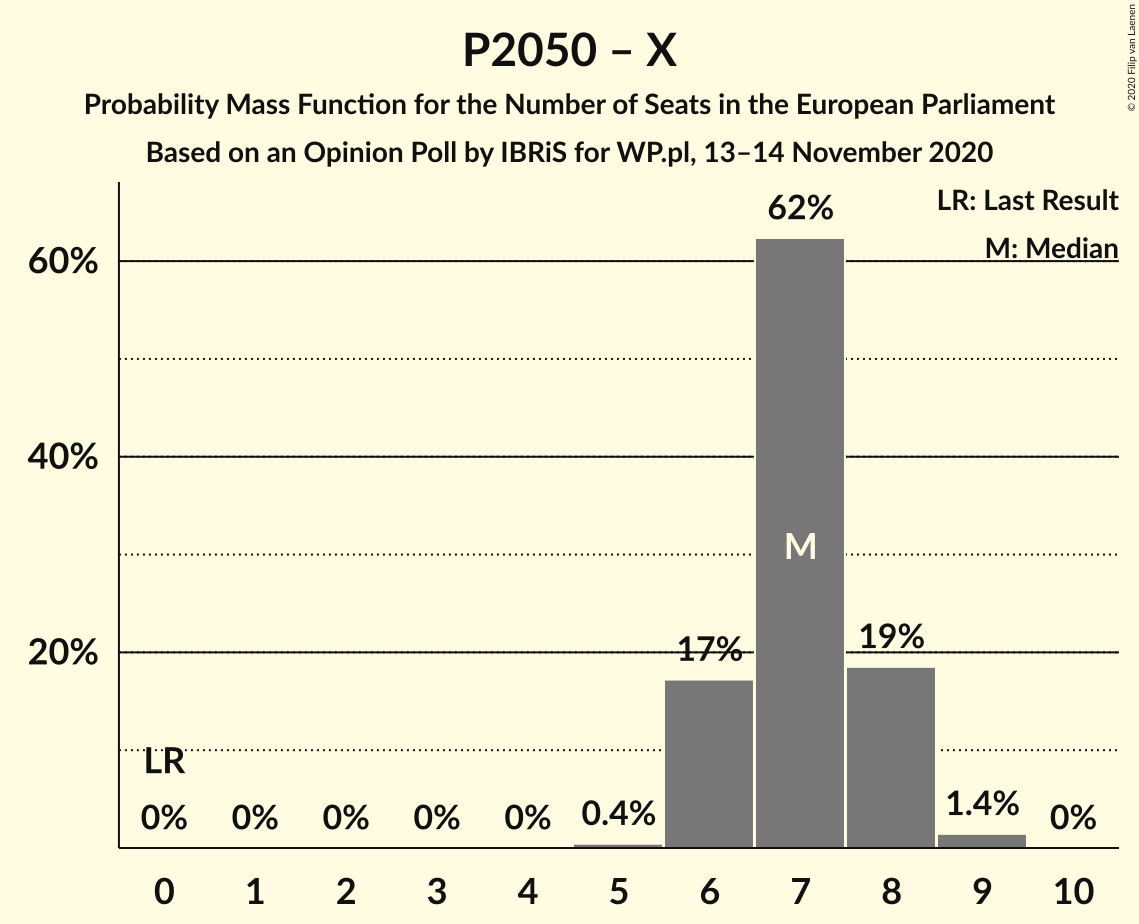 P2050 – X
Probability Mass Function for the Number of Seats in the European Parliament
Based on an Opinion Poll by IBRiS for WP.pl, 13–14 November 2020
© 2020 Filip van Laenen
LR: Last Result
M: Median
60%
40%
20%
LR
0%
0%
0%
0%
0%
0.4%
17%
62%
M
19%
1.4%
0%
0 1 2 3 4 5 6 7 8 9 10